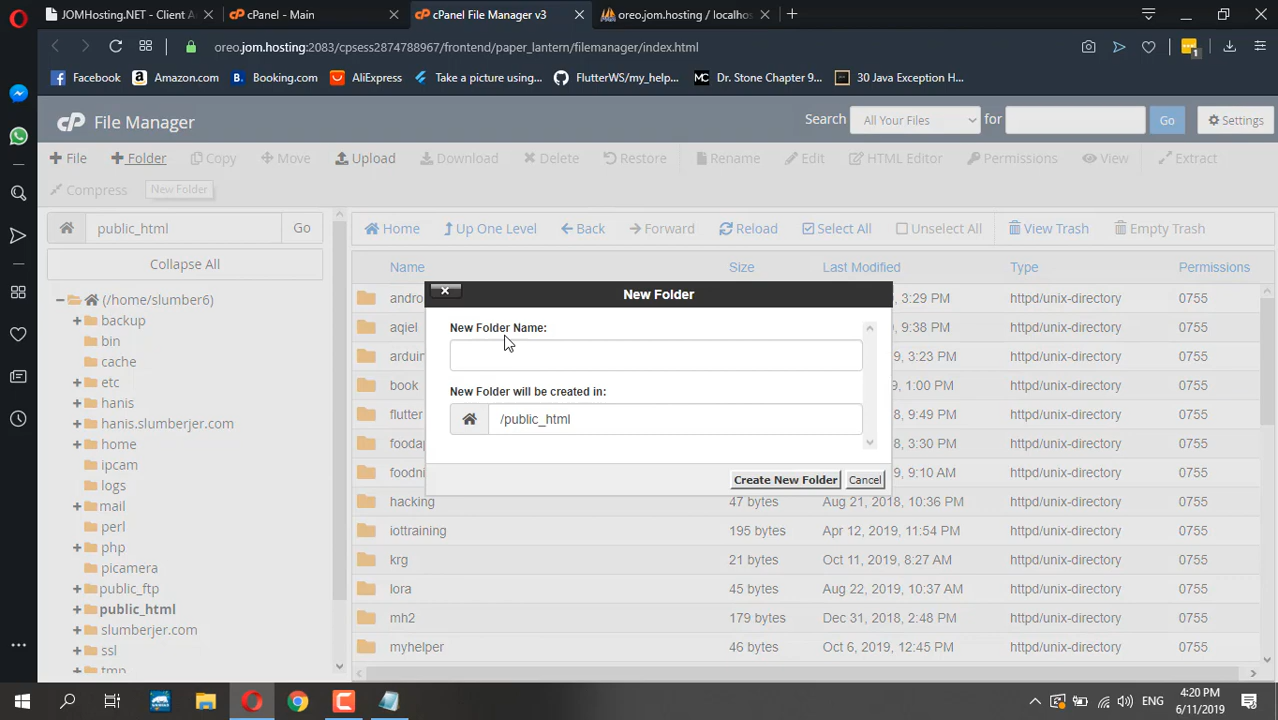 JOMHosting.NET - Client A
cPanel - Main
cPanel File Manager v3
oreo.jom.hosting / localhos
oreo.jom.hosting:2083/cpsess2874788967/frontend/paper_lantern/filemanager/index.html
1
Facebook
Amazon.com
B. Booking.com
AliExpress
Take a picture using...
FlutterWS/my_help...
MC Dr. Stone Chapter 9...
30 Java Exception H...
cP File Manager
Search All Your Files for Go Settings
File Folder Copy Move Upload Download Delete Restore Rename Edit HTML Editor Permissions View Extract
Compress New Folder
public_html Go
Home Up One Level Back Forward Reload Select All Unselect All View Trash Empty Trash
Collapse All
(/home/slumber6)
backup
bin
cache
etc
hanis
hanis.slumberjer.com
home
ipcam
logs
mail
perl
php
picamera
public_ftp
public_html
slumberjer.com
ssl
tmp
Name Size Last Modified Type Permissions
andro , 3:29 PM httpd/unix-directory 0755
aqiel 9:38 PM httpd/unix-directory 0755
arduin , 3:23 PM httpd/unix-directory 0755
book , 1:00 PM httpd/unix-directory 0755
flutter 9:49 PM httpd/unix-directory 0755
foodap , 3:30 PM httpd/unix-directory 0755
foodni 9:10 AM httpd/unix-directory 0755
hacking 47 bytes Aug 21, 2018, 10:36 PM httpd/unix-directory 0755
iottraining 195 bytes Apr 12, 2019, 11:54 PM httpd/unix-directory 0755
krg 21 bytes Oct 11, 2019, 8:27 AM httpd/unix-directory 0755
lora 45 bytes Aug 22, 2019, 10:37 AM httpd/unix-directory 0755
mh2 179 bytes Dec 31, 2018, 2:48 PM httpd/unix-directory 0755
myhelper 46 bytes Oct 6, 2019, 12:45 PM httpd/unix-directory 0755
New Folder
New Folder Name:
New Folder will be created in:
/public_html
Create New Folder Cancel
ENG
4:20 PM
6/11/2019